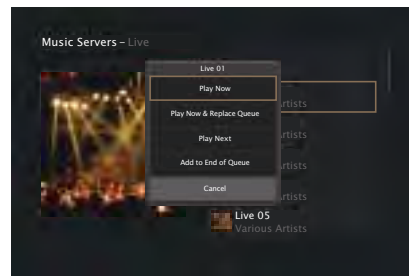 Music Servers – Live
Live 01
Play Now
Artists
Play Now & Replace Queue
Artists
Play Next
Artists
Add to End of Queue
Artists
Cancel
Live 05
Various Artists